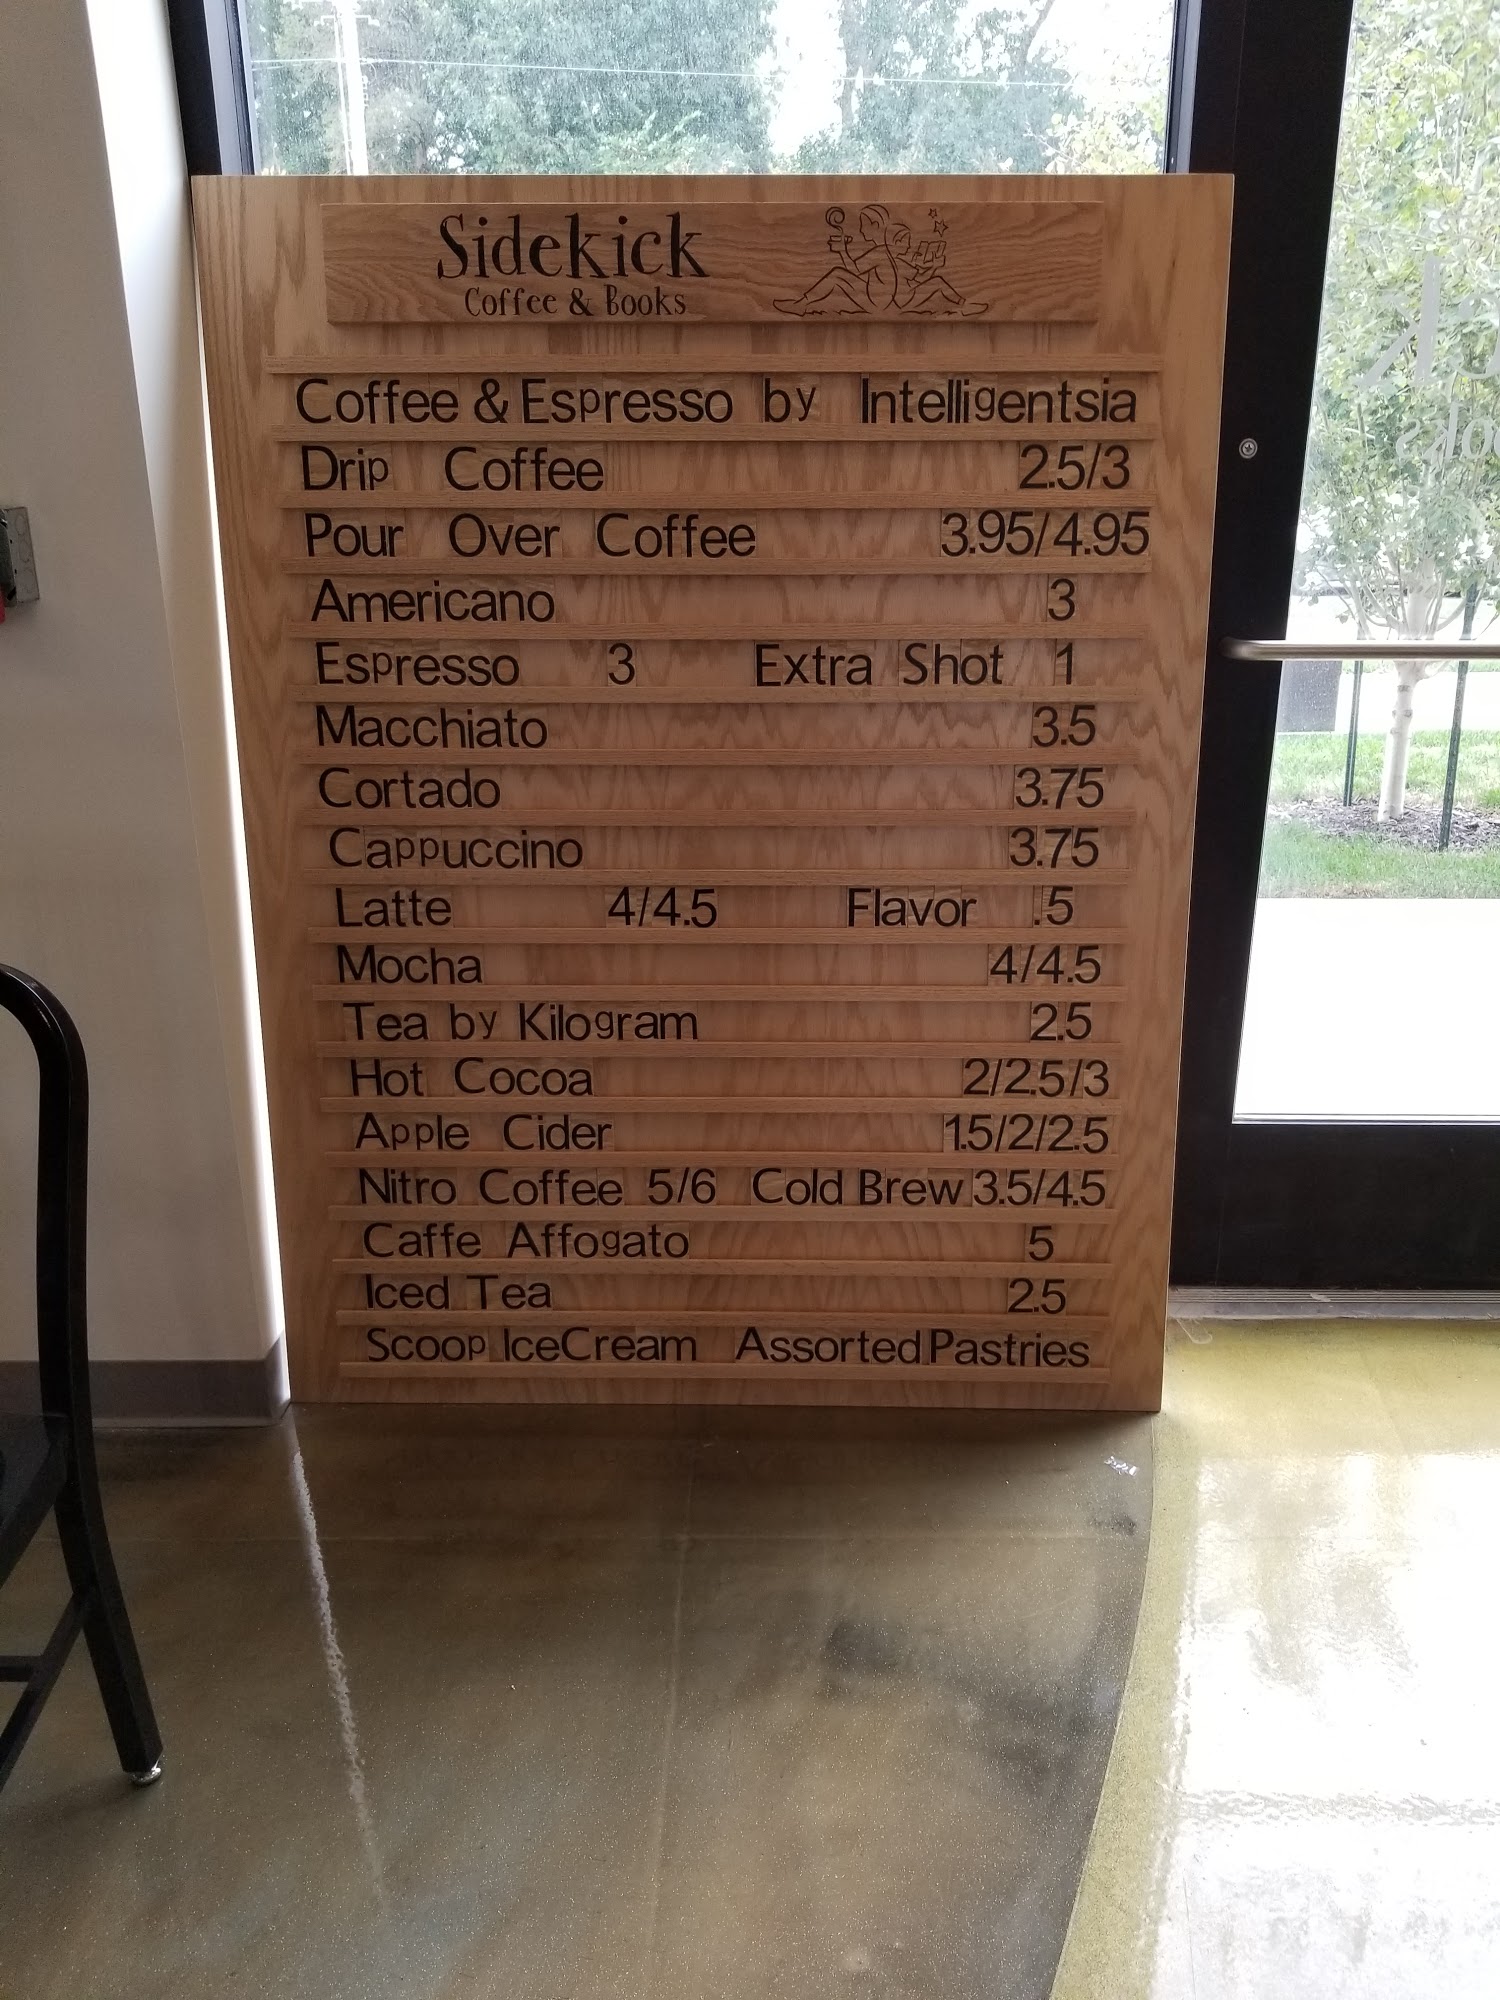 Sidekick
Coffee & Books
Coffee & Espresso by Intelligentsia
Drip Coffee 2.5/3
Pour Over Coffee 3.95/4.95
Americano 3
Espresso 3 Extra Shot 1
Macchiato 3.5
Cortado 3.75
Cappuccino 3.75
Latte 4/4.5 Flavor .5
Mocha 4/4.5
Tea by Kilogram 2.5
Hot Cocoa 2/2.5/3
Apple Cider 1.5/2/2.5
Nitro Coffee 5/6 Cold Brew 3.5/4.5
Caffe Affogato 5
Iced Tea 2.5
Scoop IceCream Assorted Pastries